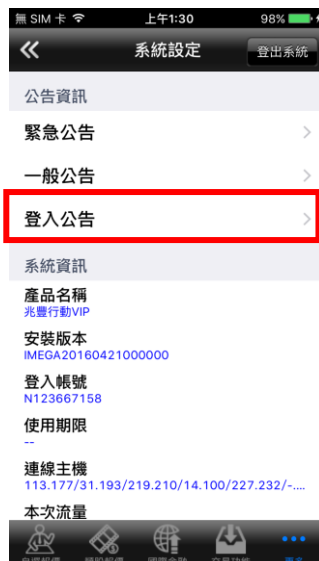 無 SIM 卡 上午1:30 98%
系統設定 登出系統
公告資訊
緊急公告
一般公告
登入公告
系統資訊
產品名稱
兆豐行動VIP
安裝版本
IMEGA20160421000000
登入帳號
N123667158
使用期限
--
連線主機
113.177/31.193/219.210/14.100/227.232/-....
本次流量